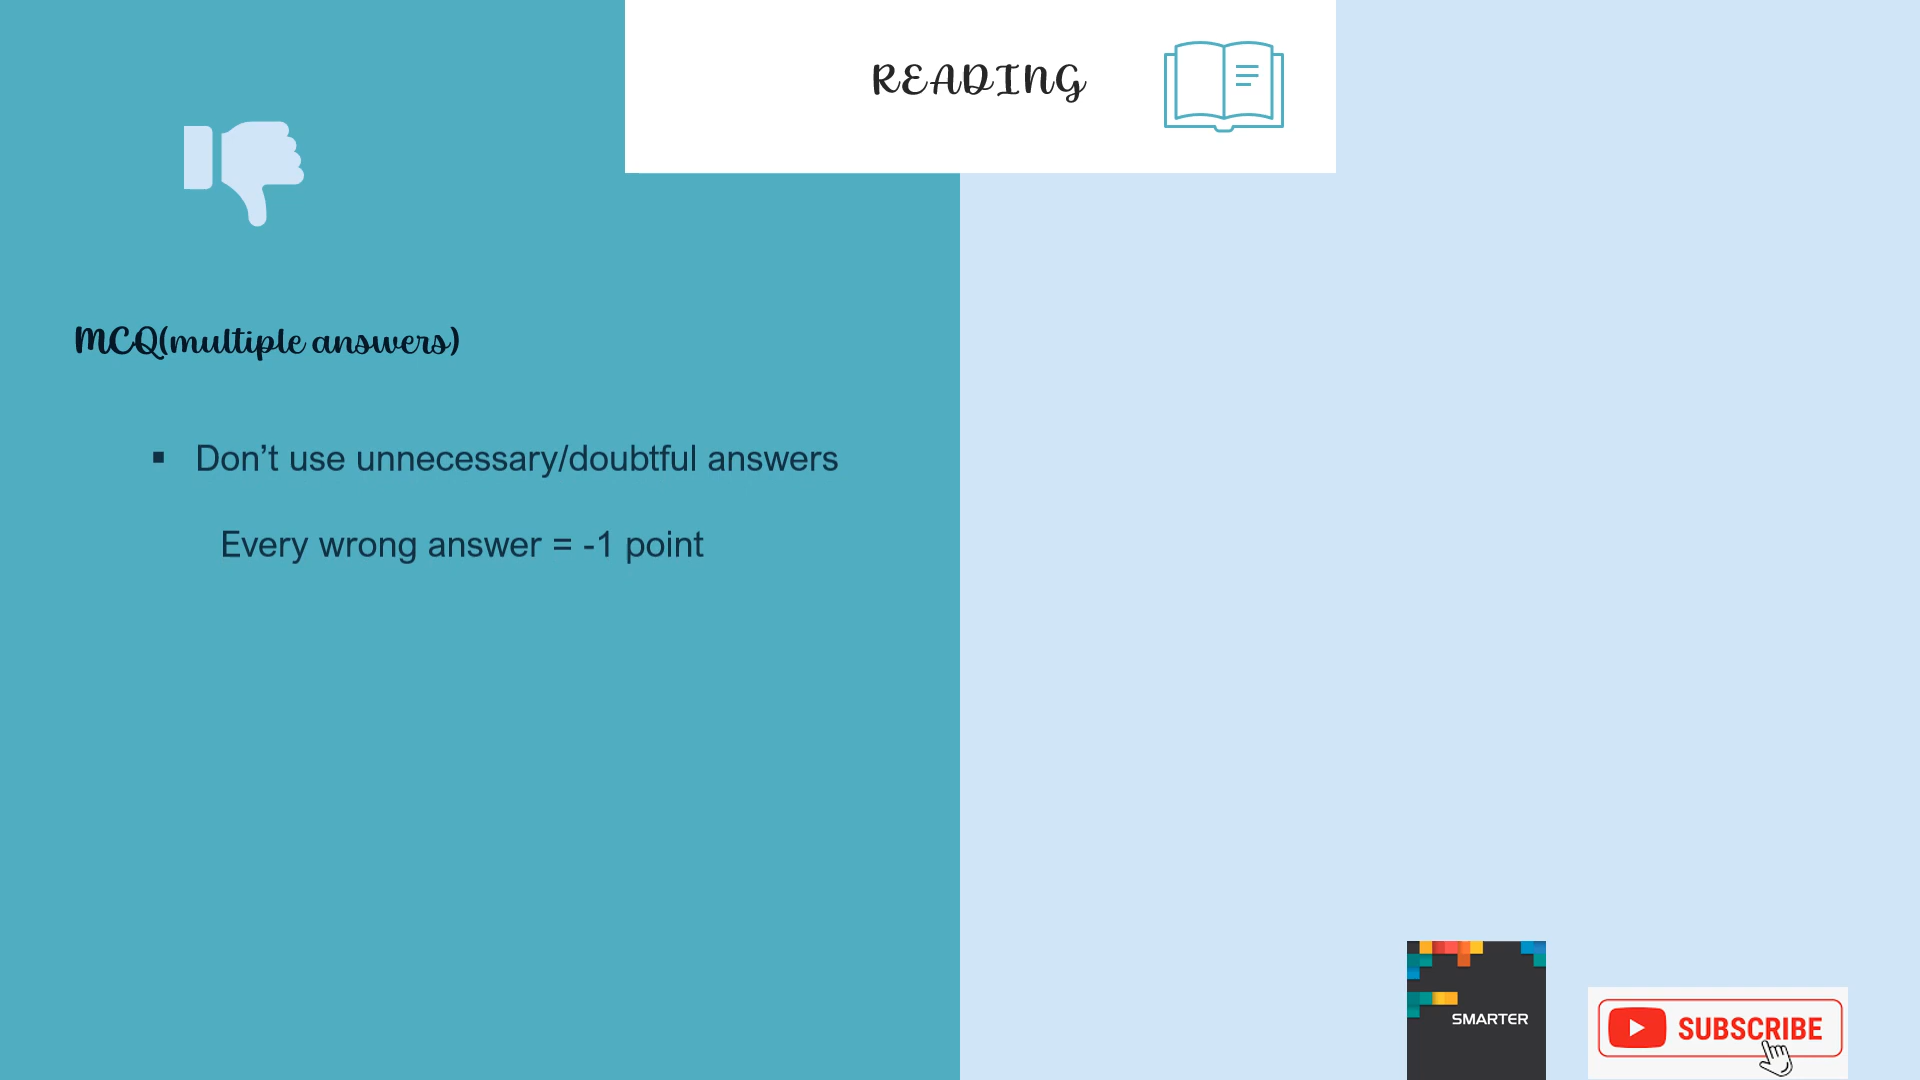 READING
MCQ(multiple answers)
▪ Don’t use unnecessary/doubtful answers
Every wrong answer = -1 point
SMARTER
SUBSCRIBE